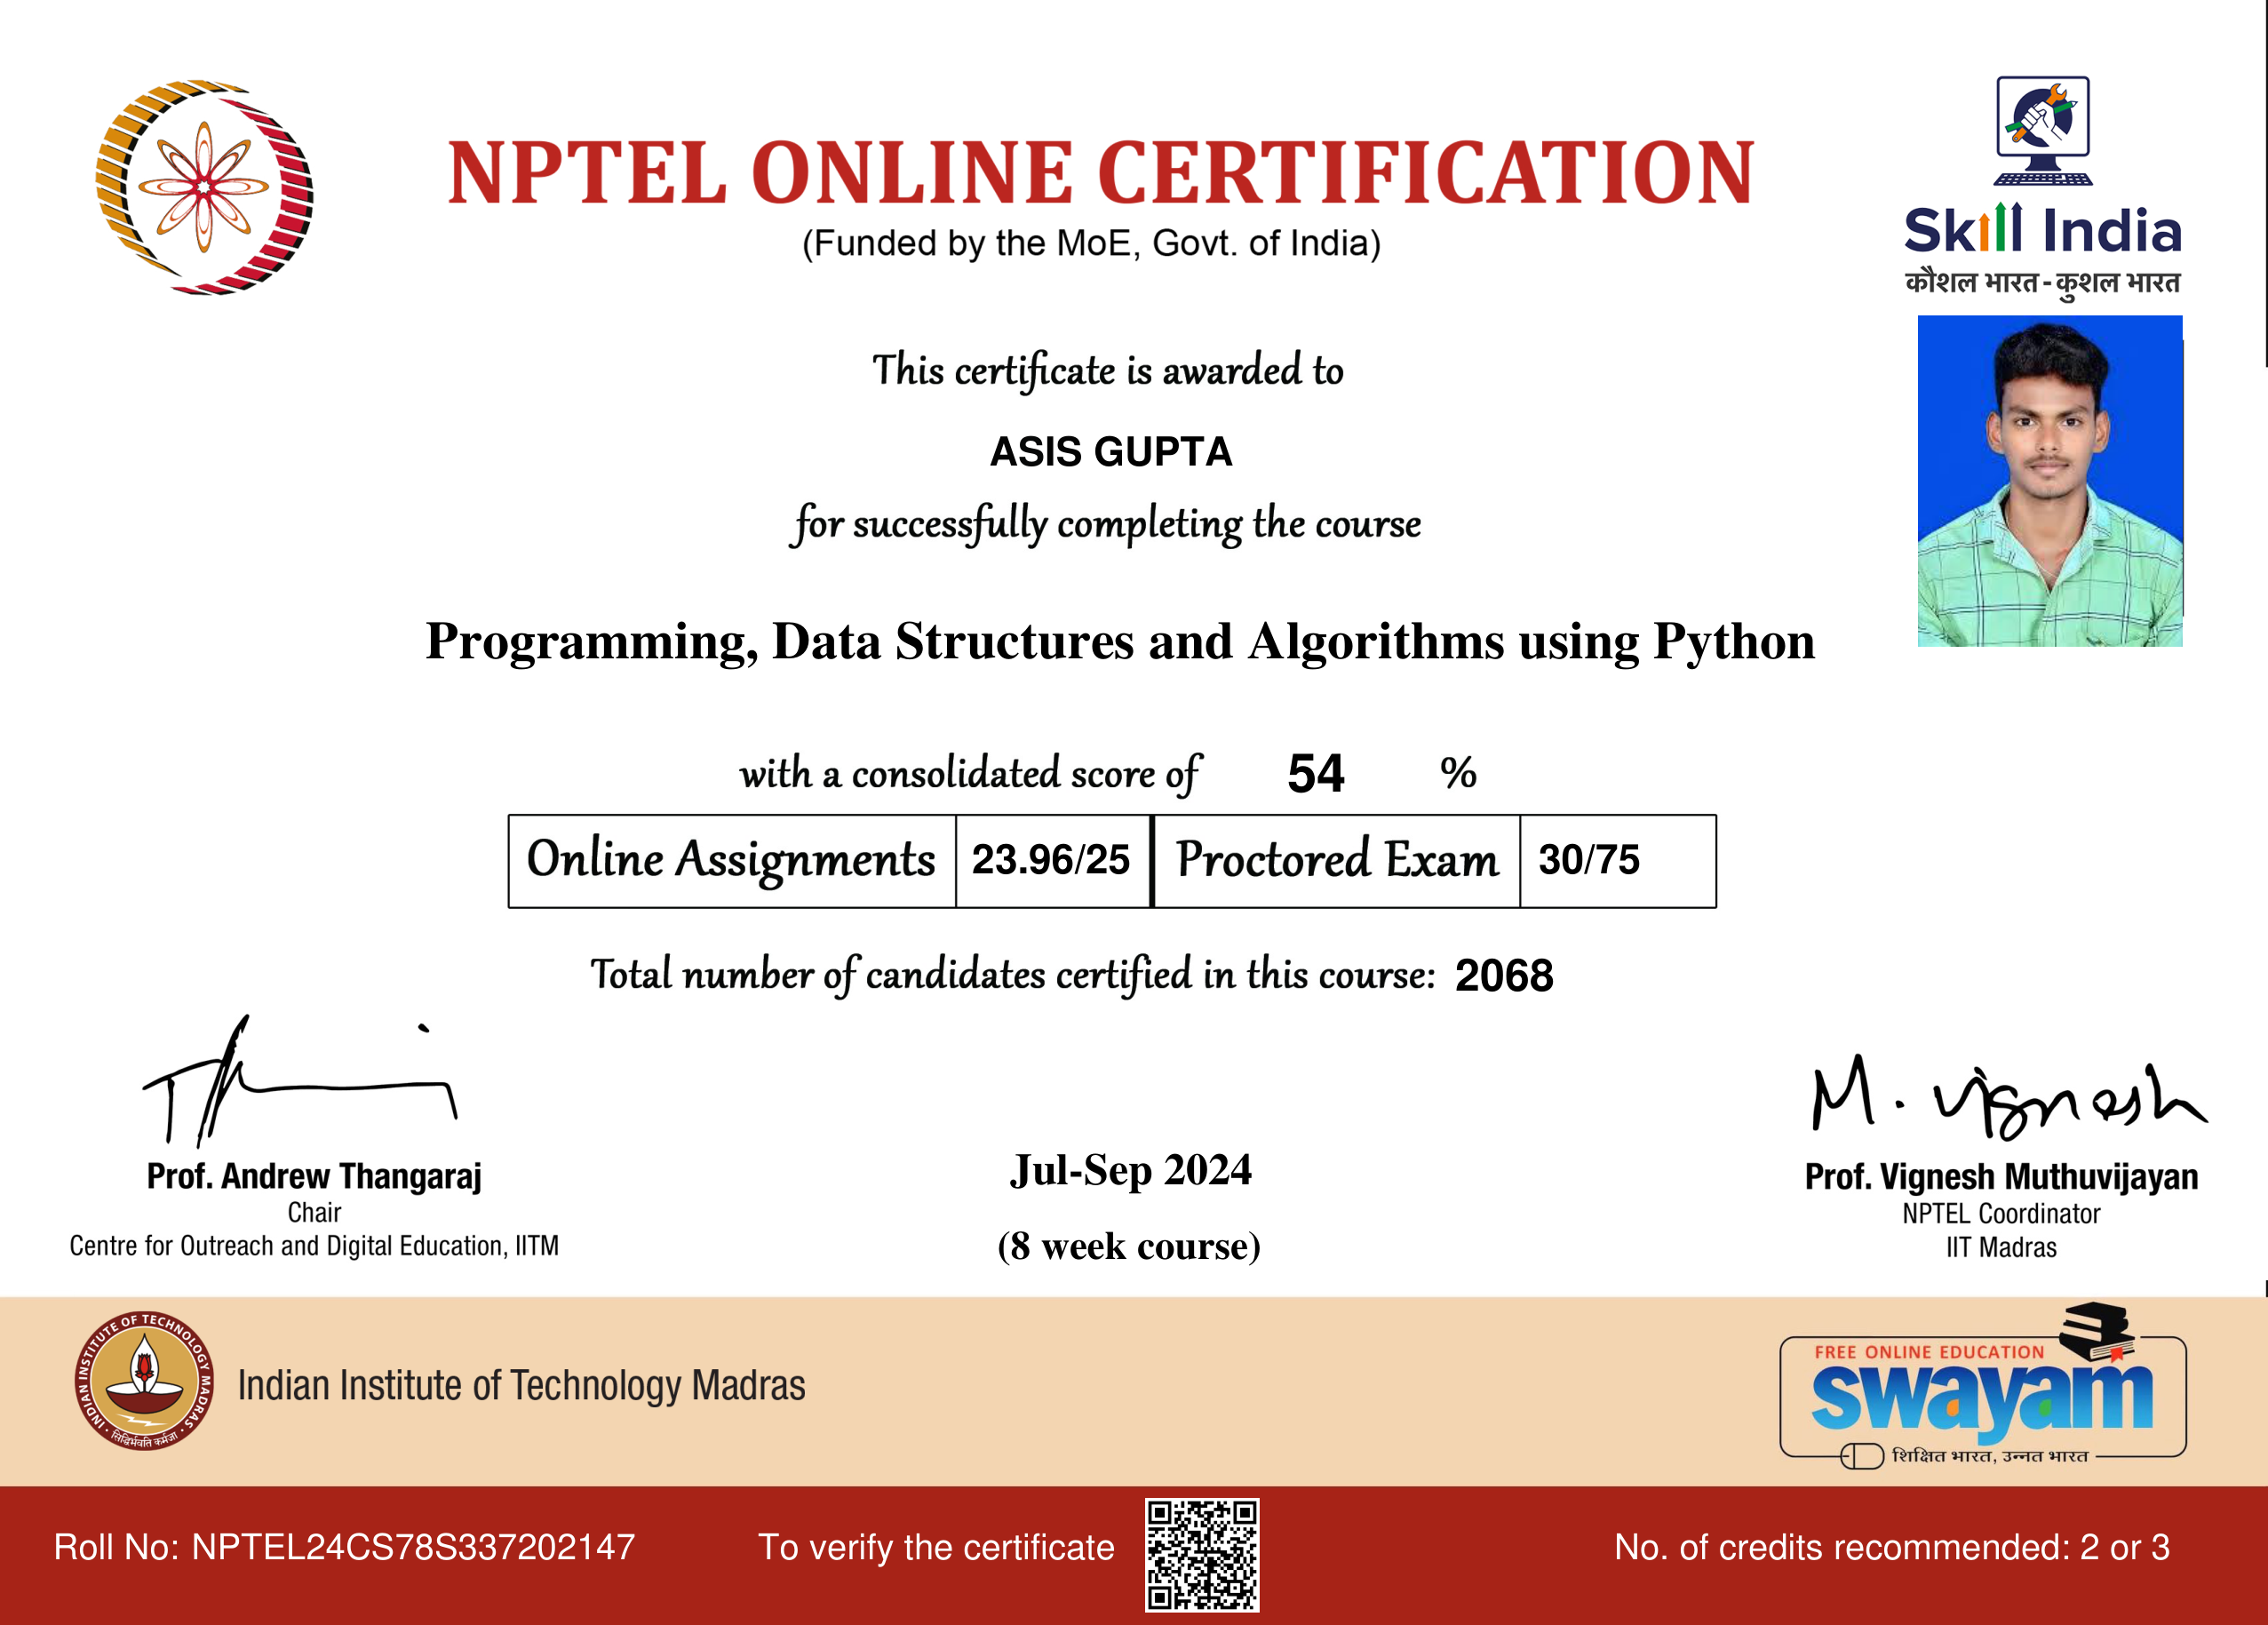 NPTEL ONLINE CERTIFICATION
(Funded by the MoE, Govt. of India)
Skill India
कौशल भारत - कुशल भारत
This certificate is awarded to
ASIS GUPTA
for successfully completing the course
Programming, Data Structures and Algorithms using Python
with a consolidated score of 54 %
Online Assignments 23.96/25 Proctored Exam 30/75
Total number of candidates certified in this course: 2068
M. Vignesh
Prof. Andrew Thangaraj
Chair
Centre for Outreach and Digital Education, IITM
Jul-Sep 2024
(8 week course)
Prof. Vignesh Muthuvijayan
NPTEL Coordinator
IIT Madras
INDIAN INSTITUTE OF TECHNOLOGY MADRAS
सिद्धिर्भवति कर्मजा
Indian Institute of Technology Madras
FREE ONLINE EDUCATION
swayam
शिक्षित भारत, उन्नत भारत
Roll No: NPTEL24CS78S337202147
To verify the certificate
No. of credits recommended: 2 or 3